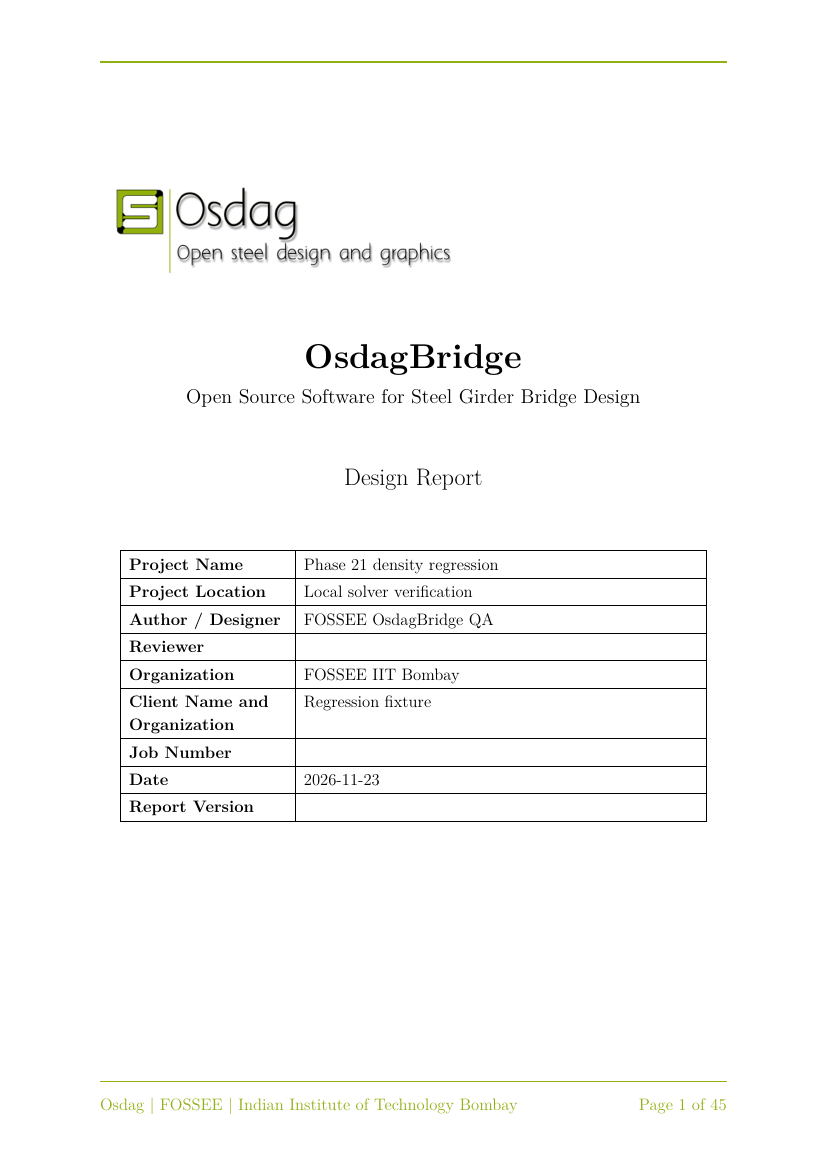 Osdag
Open steel design and graphics
OsdagBridge
Open Source Software for Steel Girder Bridge Design
Design Report
Project Name Phase 21 density regression
Project Location Local solver verification
Author / Designer FOSSEE OsdagBridge QA
Reviewer
Organization FOSSEE IIT Bombay
Client Name and Regression fixture
Organization
Job Number
Date 2026-11-23
Report Version
Osdag | FOSSEE | Indian Institute of Technology Bombay Page 1 of 45